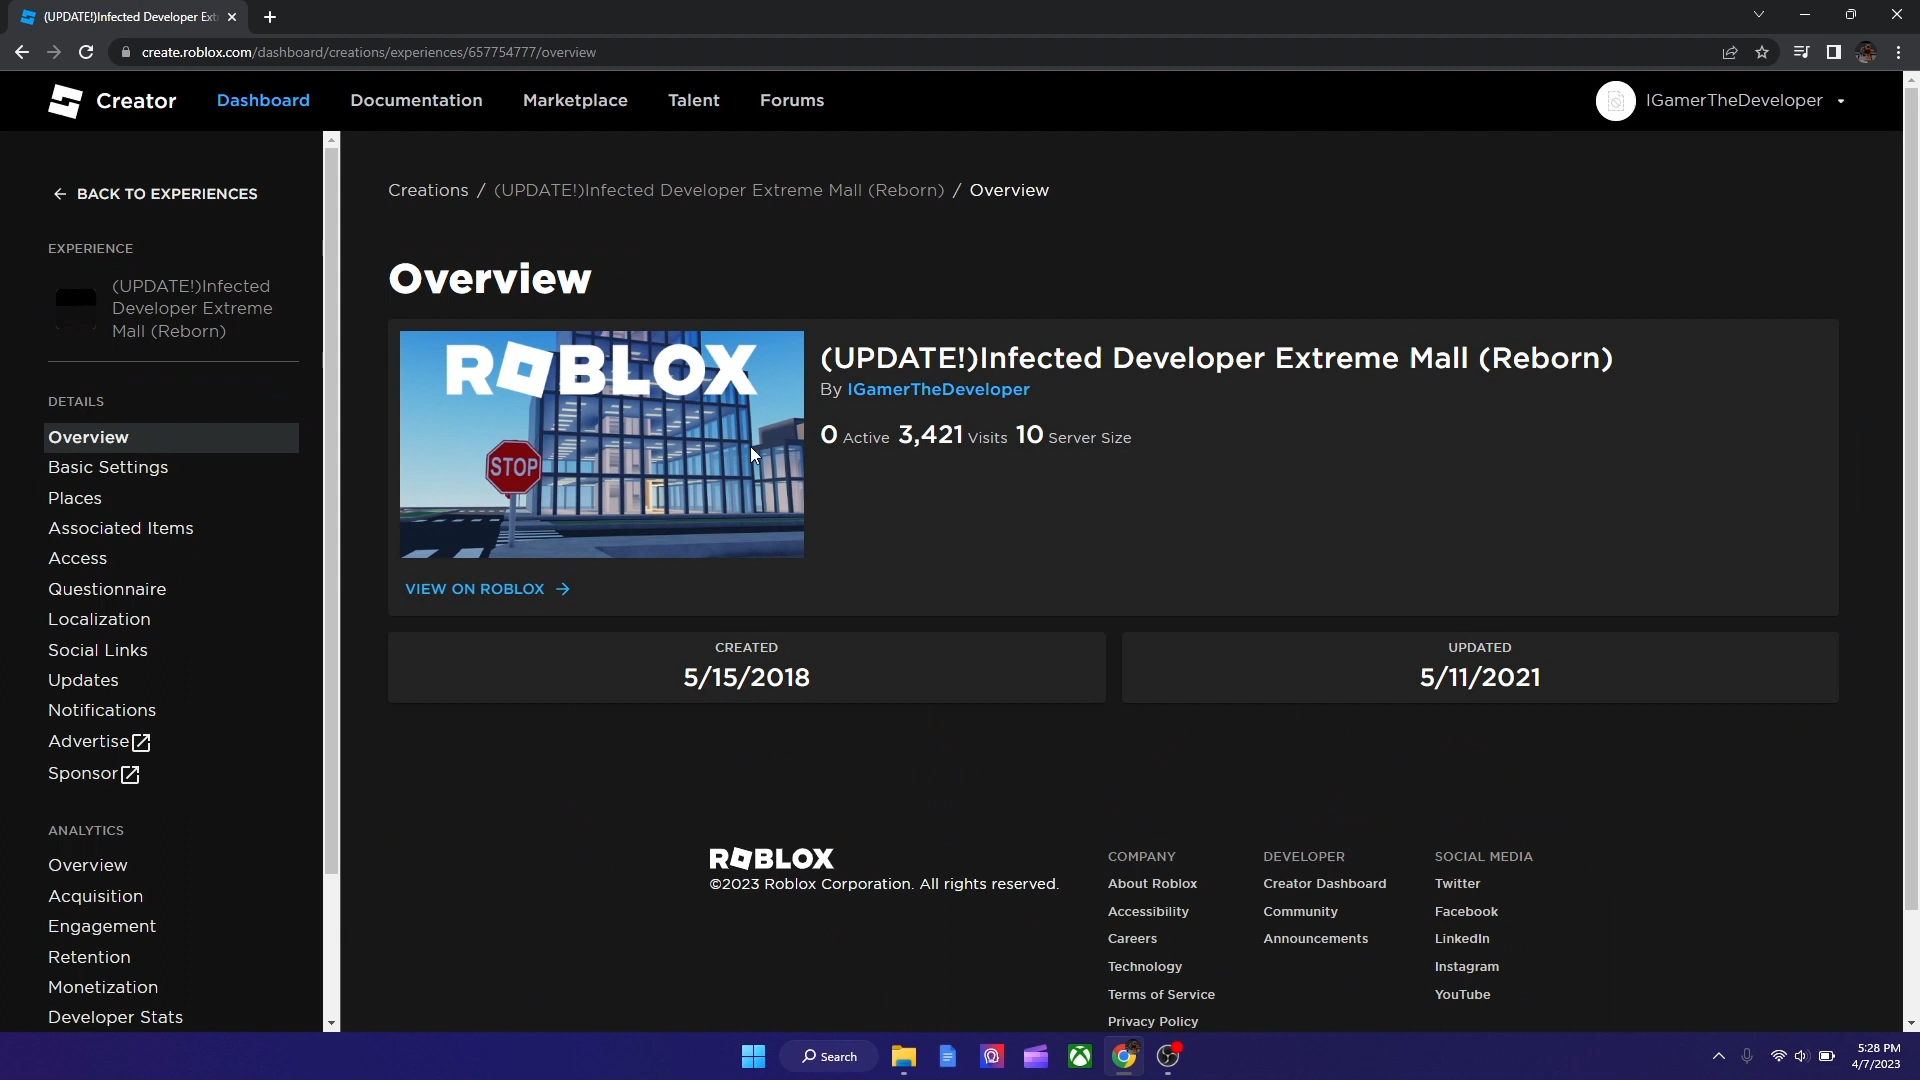 (UPDATE!)Infected Developer Ext
create.roblox.com/dashboard/creations/experiences/657754777/overview
Creator
Dashboard
Documentation
Marketplace
Talent
Forums
IGamerTheDeveloper
BACK TO EXPERIENCES
EXPERIENCE
(UPDATE!)Infected
Developer Extreme
Mall (Reborn)
DETAILS
Overview
Basic Settings
Places
Associated Items
Access
Questionnaire
Localization
Social Links
Updates
Notifications
Advertise
Sponsor
ANALYTICS
Overview
Acquisition
Engagement
Retention
Monetization
Developer Stats
Creations / (UPDATE!)Infected Developer Extreme Mall (Reborn) / Overview
Overview
ROBLOX
STOP
(UPDATE!)Infected Developer Extreme Mall (Reborn)
By IGamerTheDeveloper
0 Active 3,421 Visits 10 Server Size
VIEW ON ROBLOX
CREATED
5/15/2018
UPDATED
5/11/2021
ROBLOX
©2023 Roblox Corporation. All rights reserved.
COMPANY
About Roblox
Accessibility
Careers
Technology
Terms of Service
Privacy Policy
DEVELOPER
Creator Dashboard
Community
Announcements
SOCIAL MEDIA
Twitter
Facebook
LinkedIn
Instagram
YouTube
Search
5:28 PM
4/7/2023